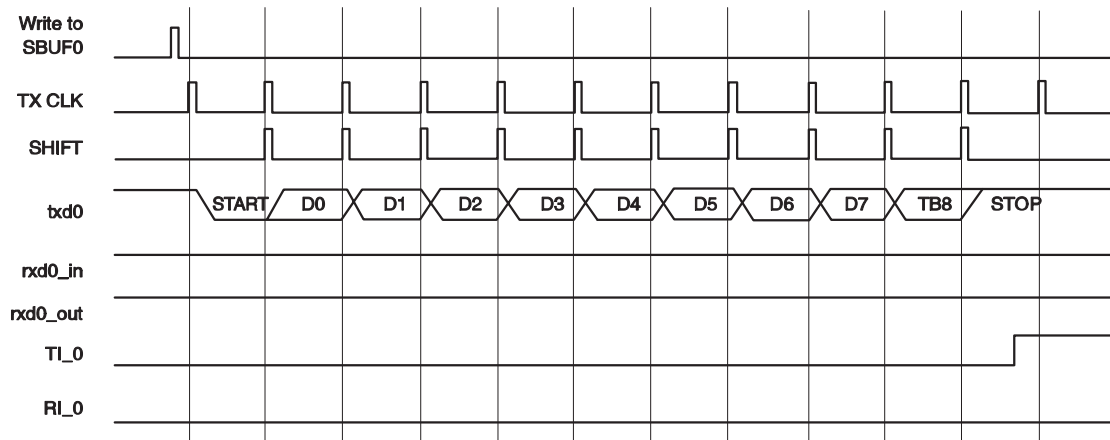 Write to
SBUF0
TX CLK
SHIFT
txd0 START D0 D1 D2 D3 D4 D5 D6 D7 TB8 STOP
rxd0_in
rxd0_out
TI_0
RI_0